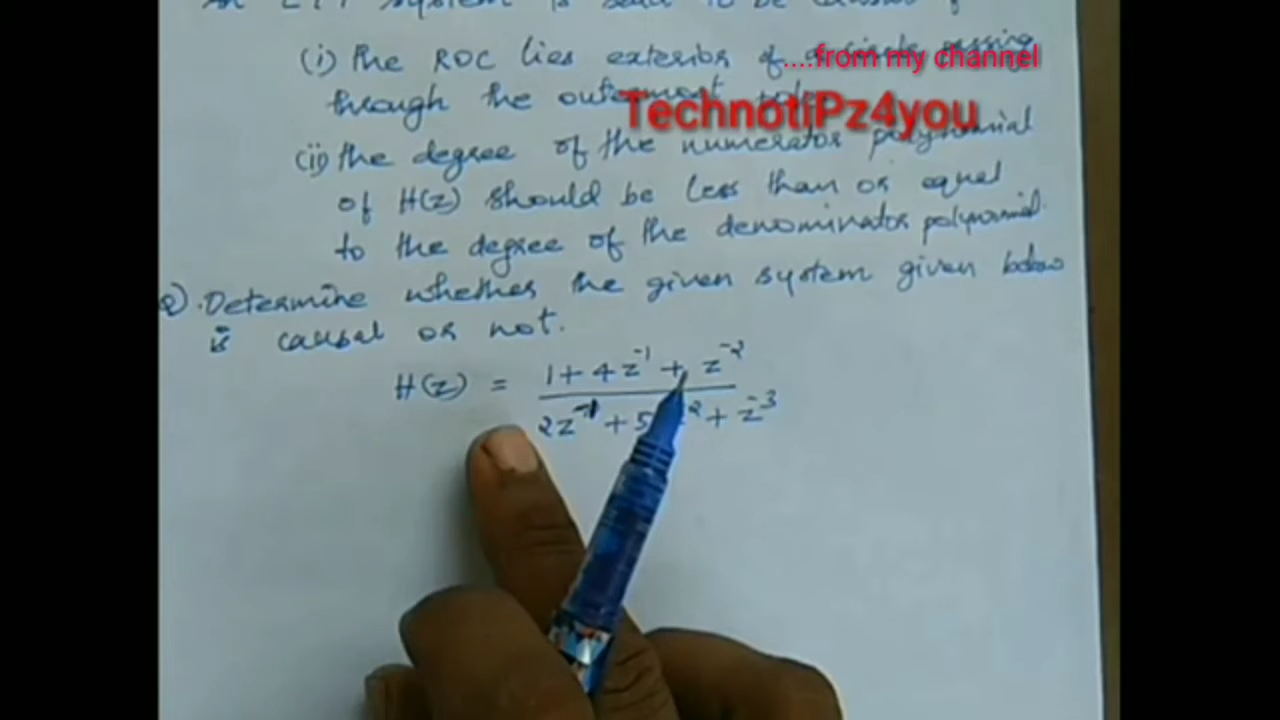 (i) the ROC lies exterior of
....from my channel
through the outermost
TechnotiPz4you
(ii) the degree of the numerator polynomial
of H(z) should be less than or equal
to the degree of the denominator polynomial.
Q). Determine whether the given system given below
is causal or not.
H(z) = 1 + 4z⁻¹ + z⁻²
2z⁻¹ + 5 ² + z⁻³